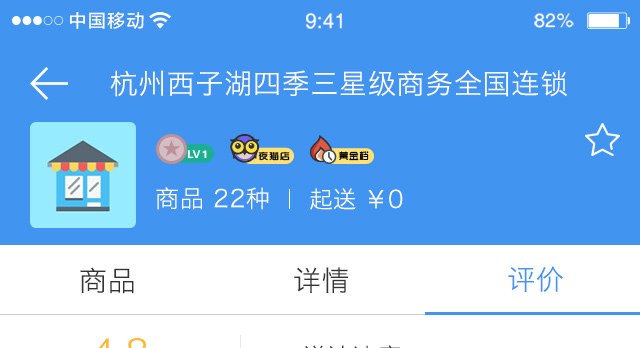 中国移动 9:41 82%
杭州西子湖四季三星级商务全国连锁
LV1 夜猫店 黄金档
商品 22种 起送 ￥0
商品 详情 评价
4.8